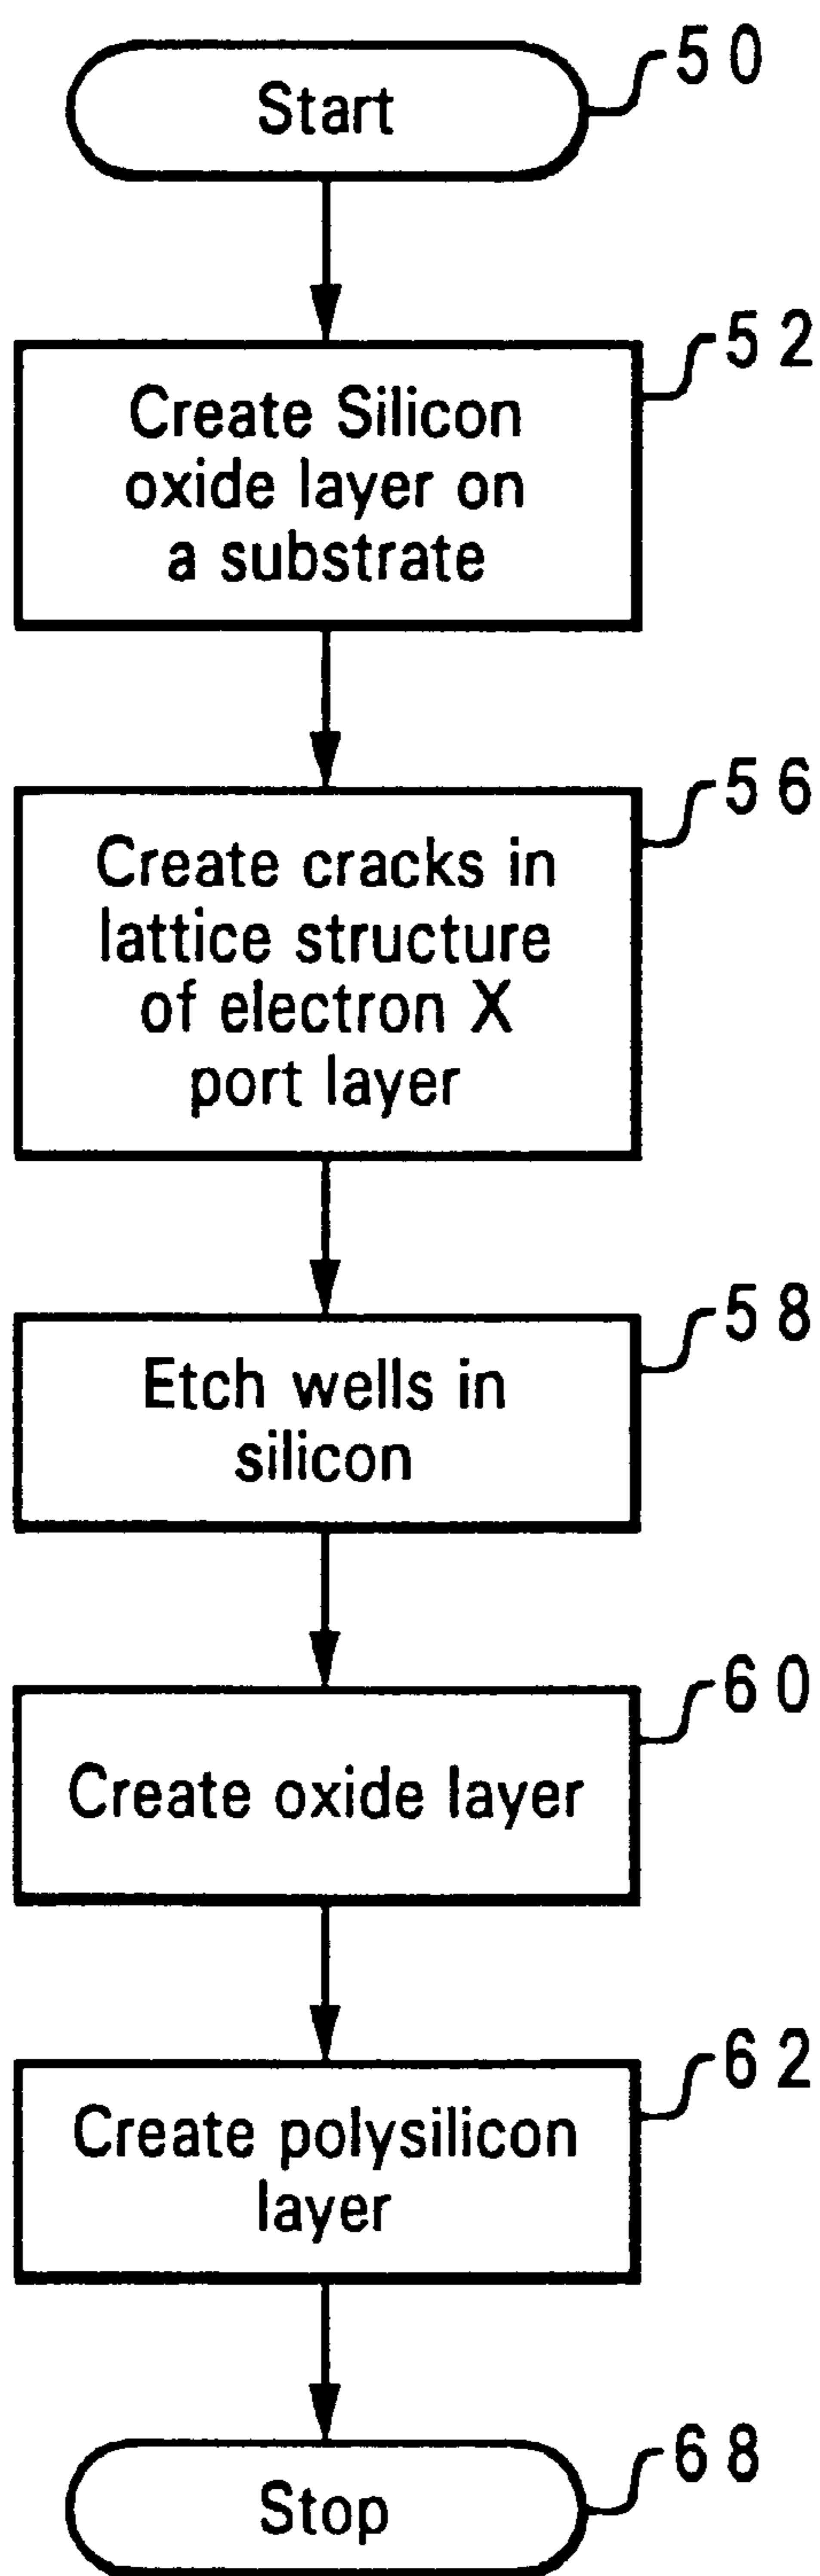 Start
50
Create Silicon
oxide layer on
a substrate
52
Create cracks in
lattice structure
of electron X
port layer
56
Etch wells in
silicon
58
Create oxide layer
60
Create polysilicon
layer
62
Stop
68